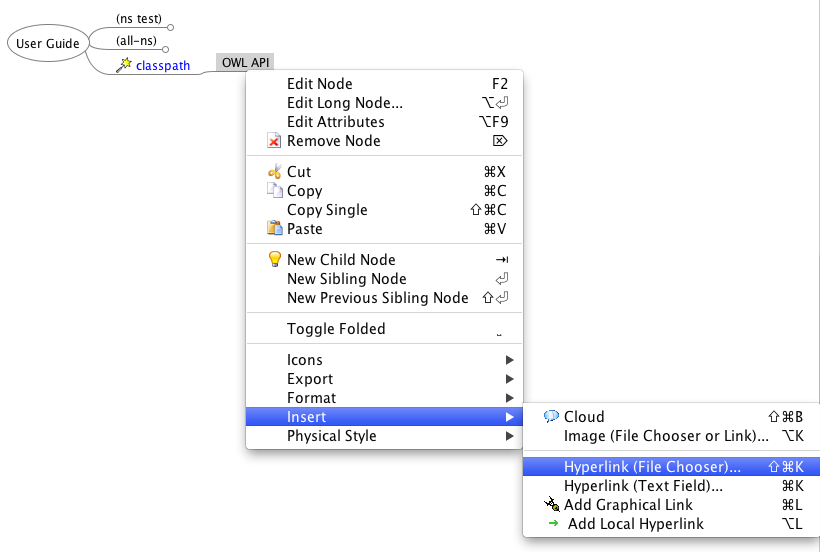 (ns test)
User Guide
(all-ns)
classpath
OWL API
Edit Node F2
Edit Long Node... ⌥⏎
Edit Attributes ⌥F9
Remove Node ⌦
Cut ⌘X
Copy ⌘C
Copy Single ⇧⌘C
Paste ⌘V
New Child Node ⇥
New Sibling Node ⏎
New Previous Sibling Node ⇧⏎
Toggle Folded ␣
Icons ▶
Export ▶
Format ▶
Insert ▶
Physical Style ▶
Cloud ⇧⌘B
Image (File Chooser or Link)... ⌥K
Hyperlink (File Chooser)... ⇧⌘K
Hyperlink (Text Field)... ⌘K
Add Graphical Link ⌘L
Add Local Hyperlink ⌥L